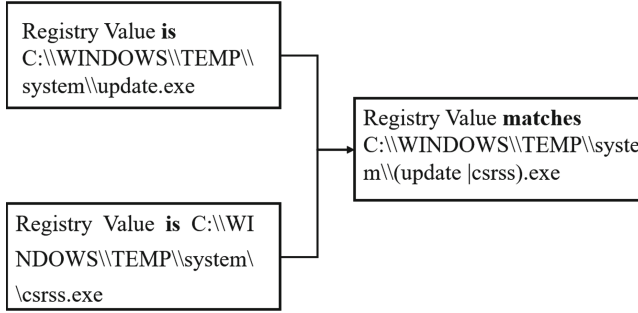 Registry Value is
C:\\WINDOWS\\TEMP\\
system\\update.exe
Registry Value matches
C:\\WINDOWS\\TEMP\\syste
m\\(update |csrss).exe
Registry Value is C:\\WI
NDOWS\\TEMP\\system\
\csrss.exe